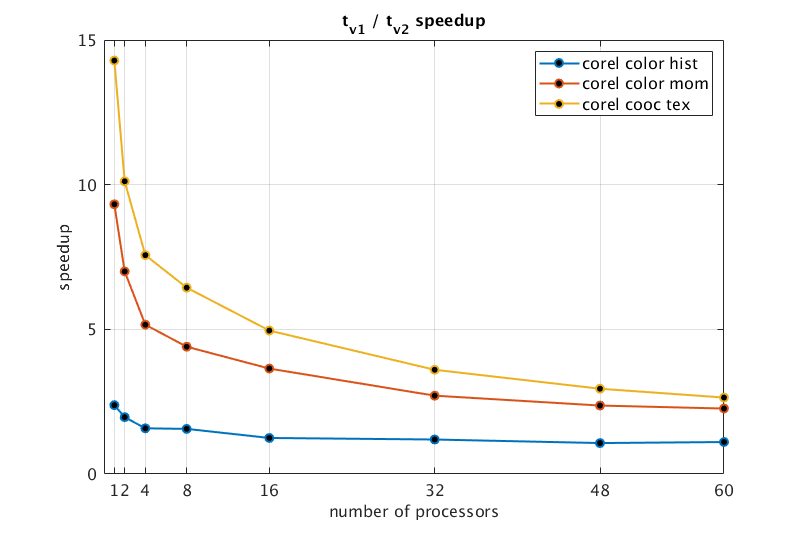 t_v1 / t_v2 speedup
15
corel color hist
corel color mom
corel cooc tex
10
speedup
5
0
1 2 4 8 16 32 48 60
number of processors